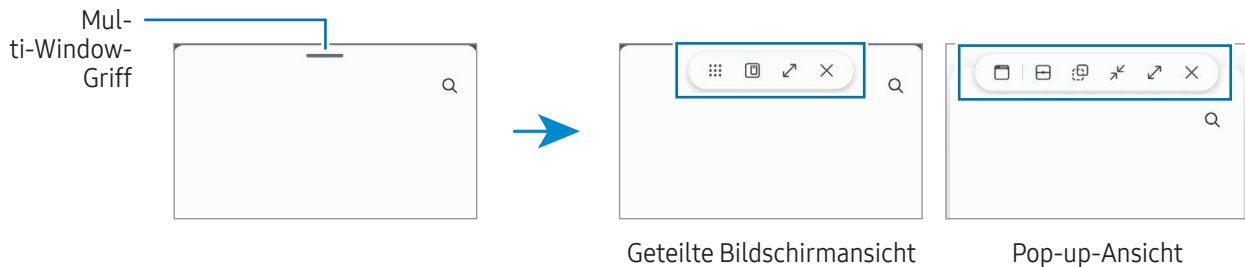 Mul-
ti-Window-
Griff
Geteilte Bildschirmansicht
Pop-up-Ansicht